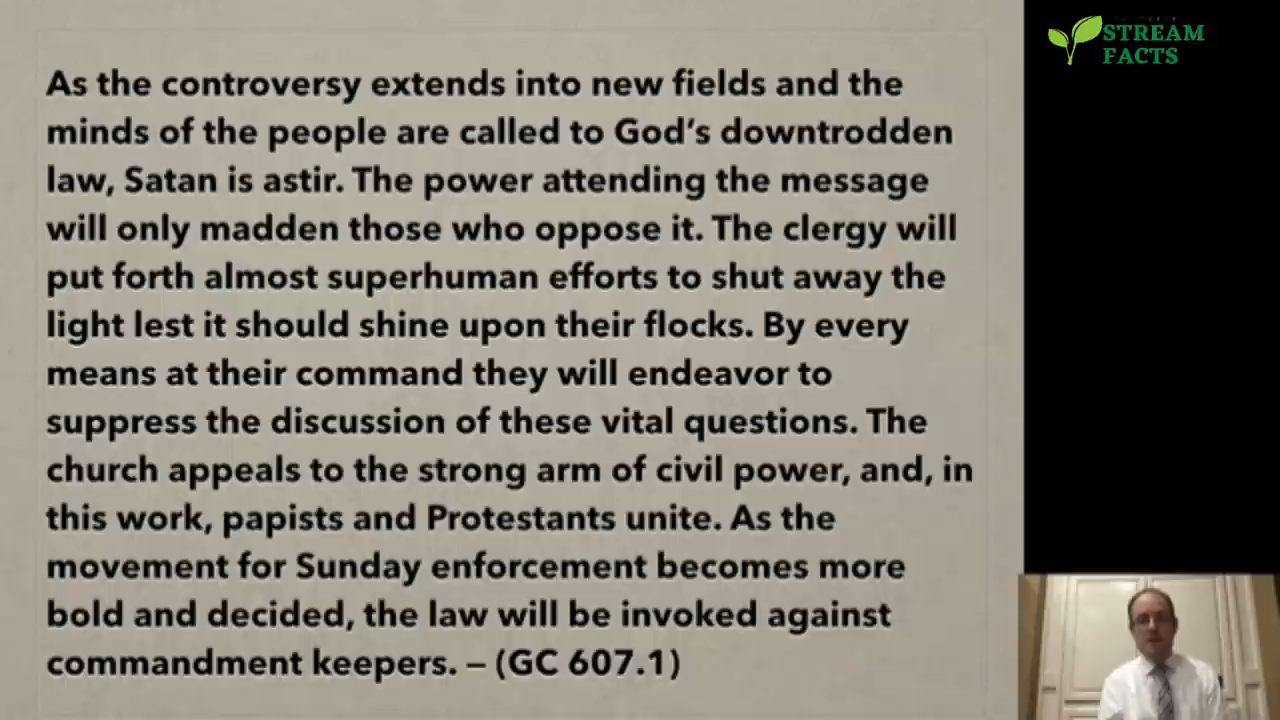 As the controversy extends into new fields and the
minds of the people are called to God's downtrodden
law, Satan is astir. The power attending the message
will only madden those who oppose it. The clergy will
put forth almost superhuman efforts to shut away the
light lest it should shine upon their flocks. By every
means at their command they will endeavor to
suppress the discussion of these vital questions. The
church appeals to the strong arm of civil power, and, in
this work, papists and Protestants unite. As the
movement for Sunday enforcement becomes more
bold and decided, the law will be invoked against
commandment keepers. – (GC 607.1)
STREAM
FACTS